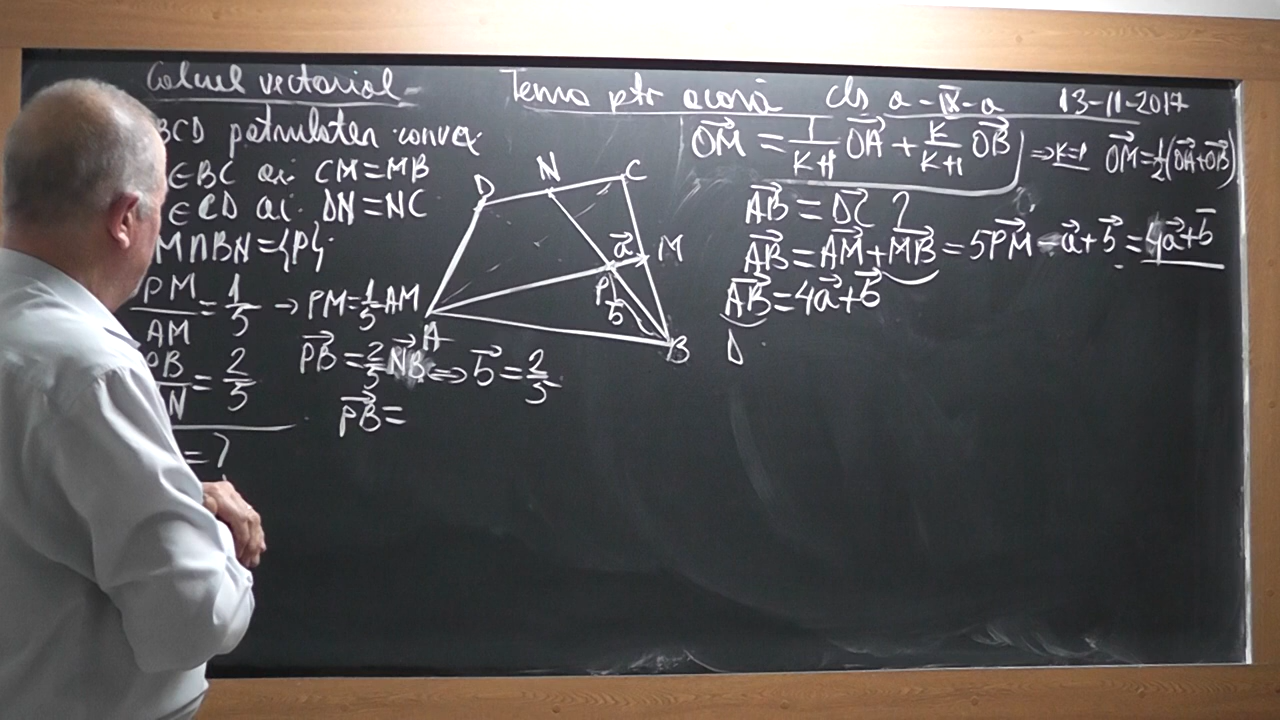 Calcul vectorial
Tema ptr acasă cls a-IX-a 13-11-2017
BCD patrulater convex
∈BC ai. CM=MB
∈CD ai. DN=NC
M∩BN={P}
PM/AM=1/5 → PM=1/5 AM
PB/N=2/5 PB=2/5 NB ⇔ b=2/5
PB=
=?
D N C
a M
P
b
A B
OM=1/(K+1) OA+K/(K+1) OB ⇒K=1 OM=1/2(OA+OB)
AB=DC ?
AB=AM+MB=5PM-a+b=4a+b
AB=4a+b
D